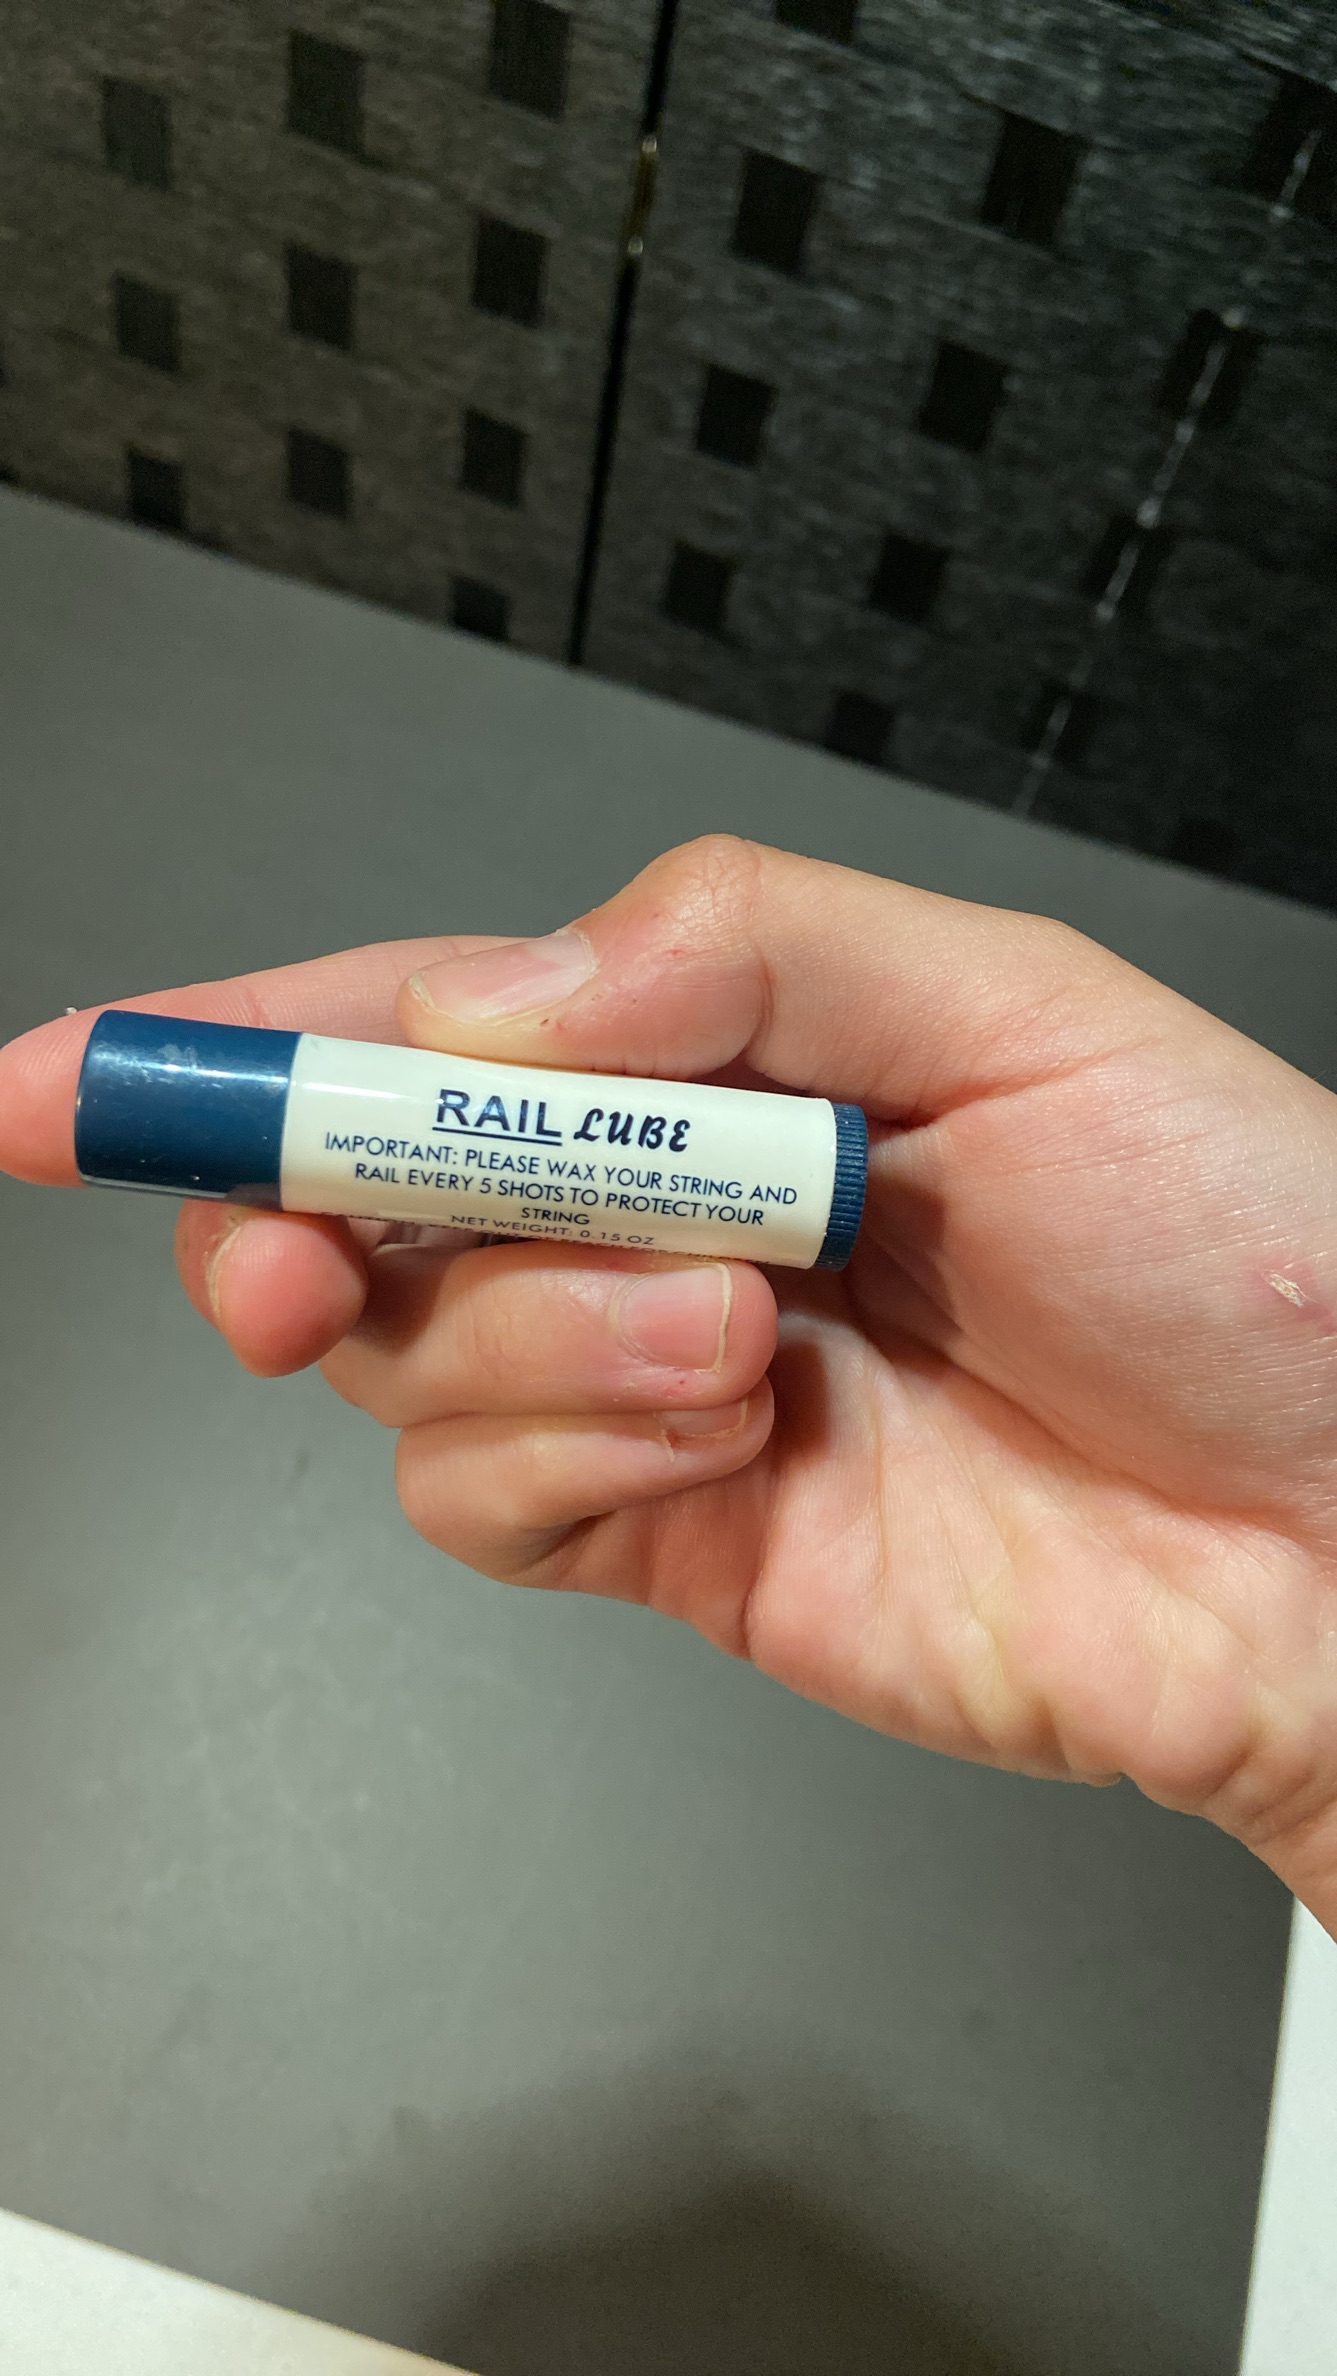 RAIL LUBE
IMPORTANT: PLEASE WAX YOUR STRING AND
RAIL EVERY 5 SHOTS TO PROTECT YOUR
STRING
NET WEIGHT: 0.15 OZ